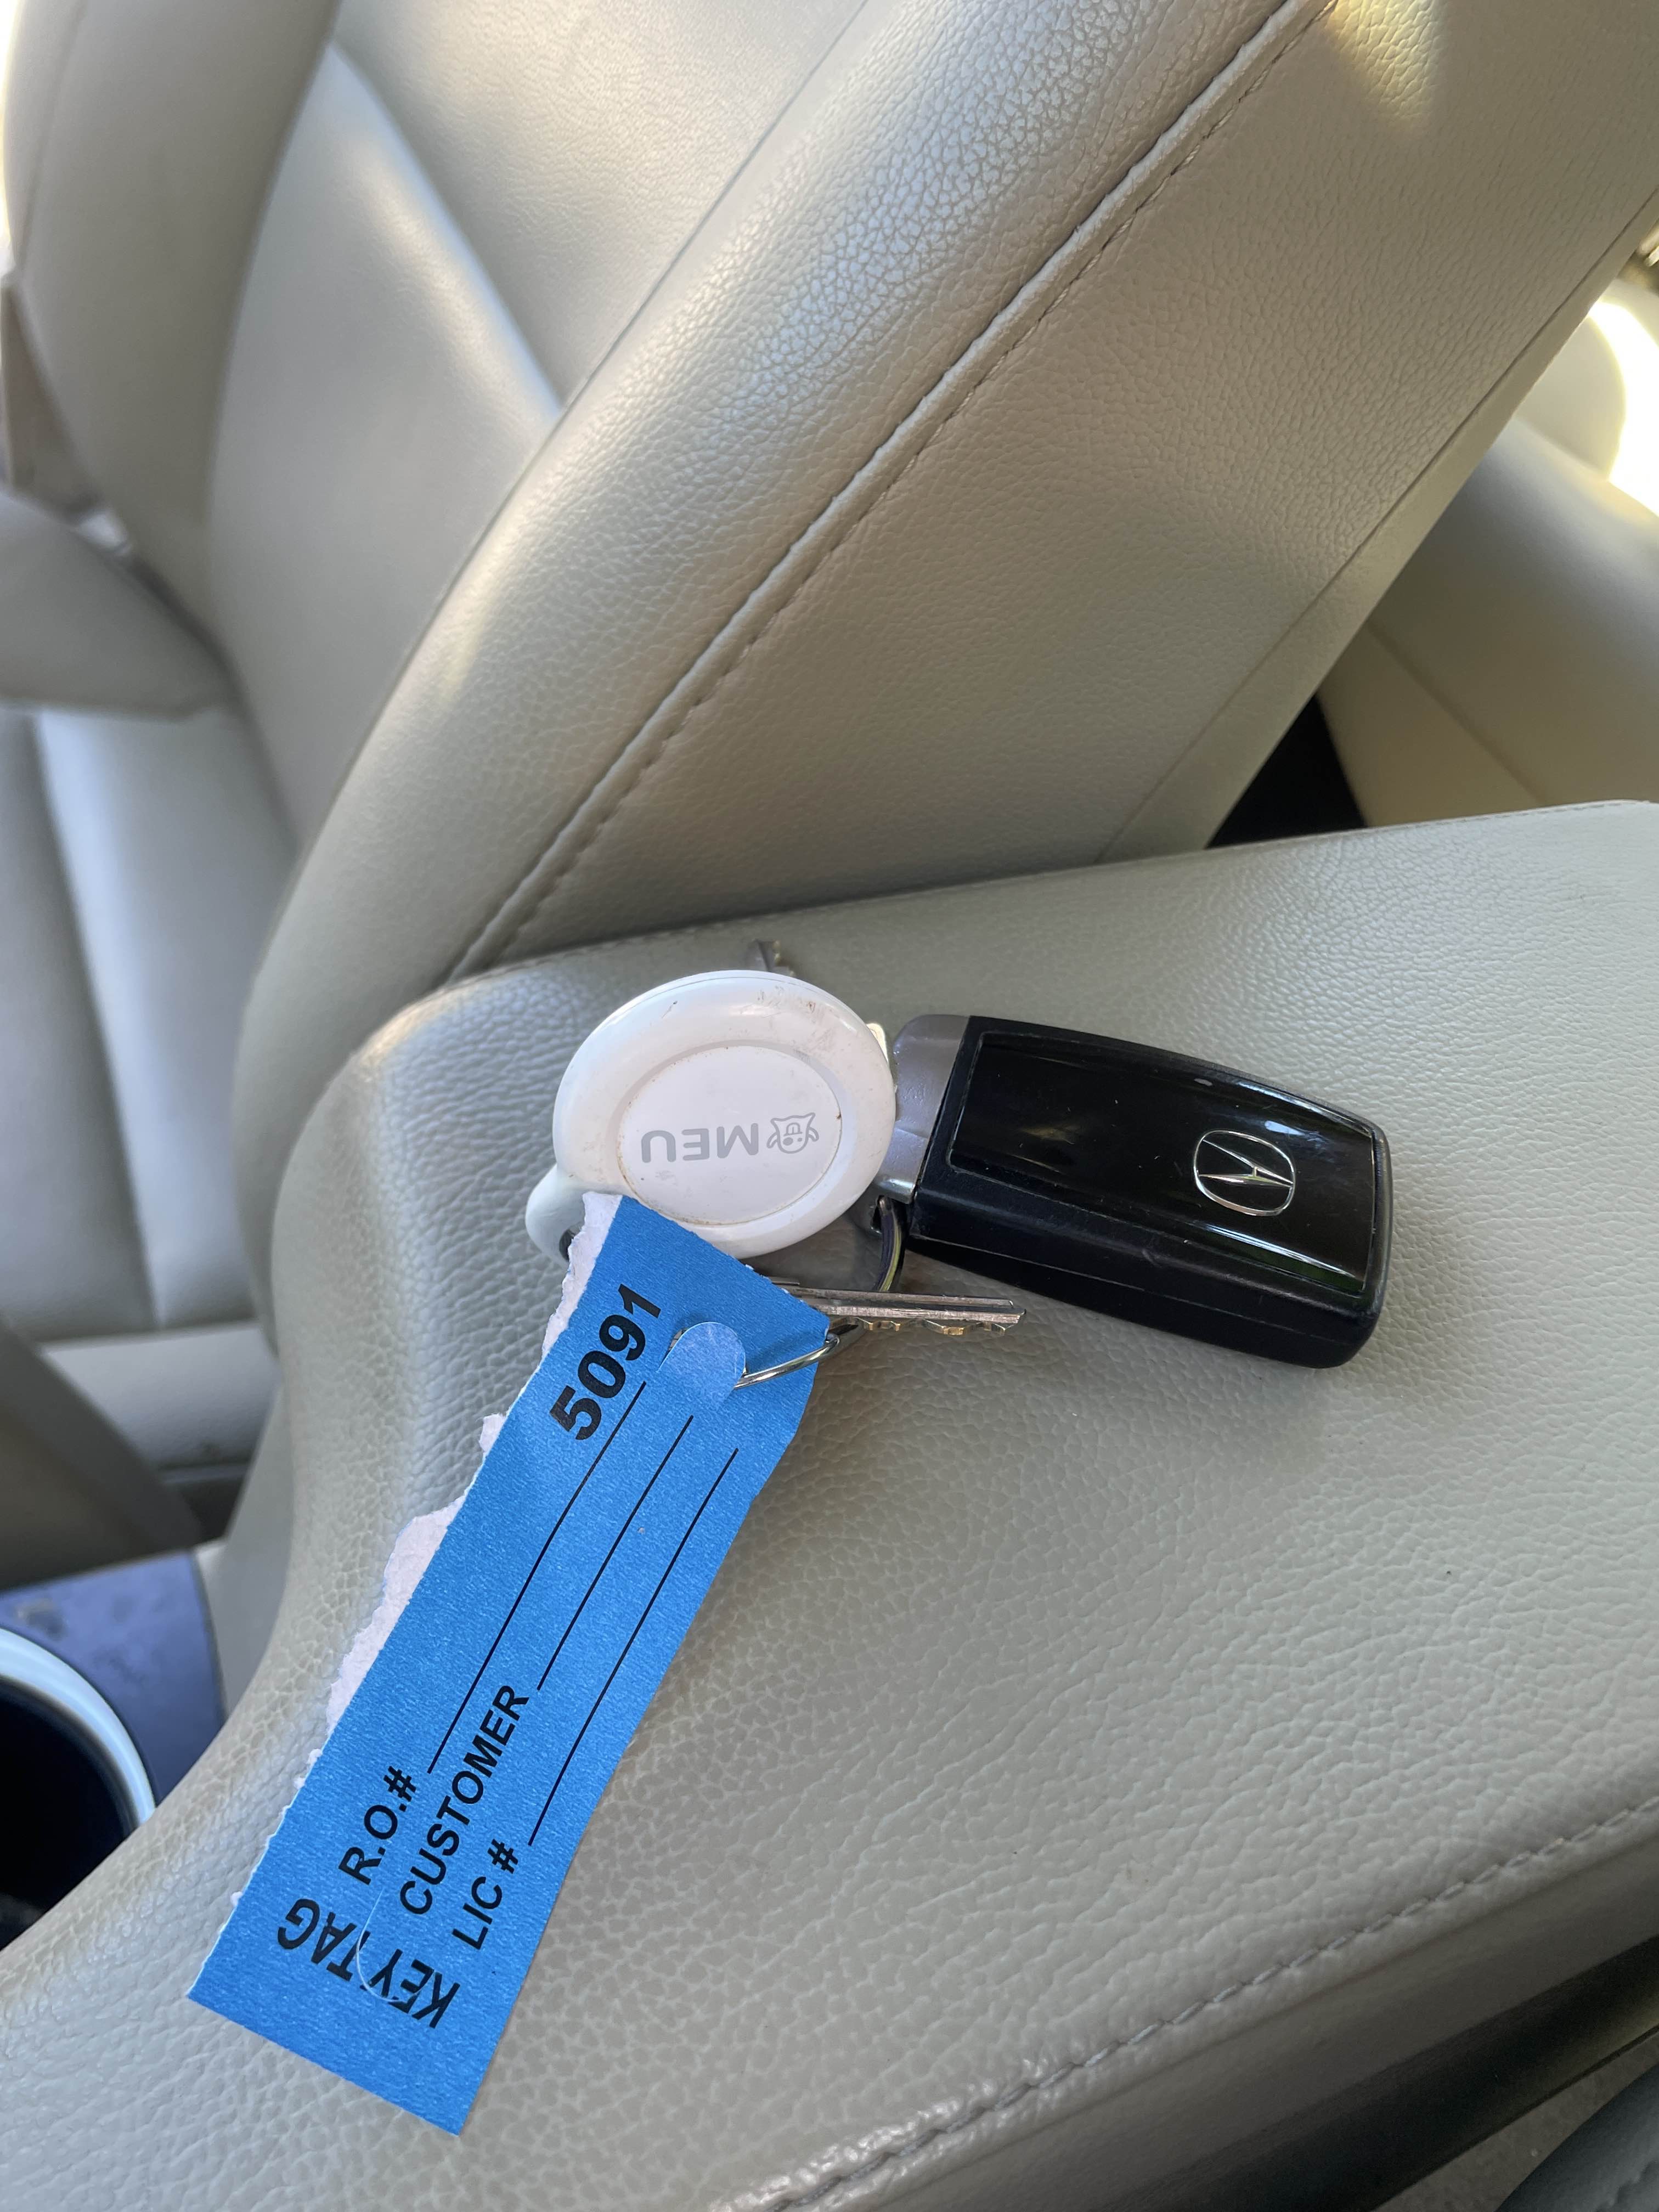 MEU
5091
R.O.#
CUSTOMER
LIC #
KEY TAG